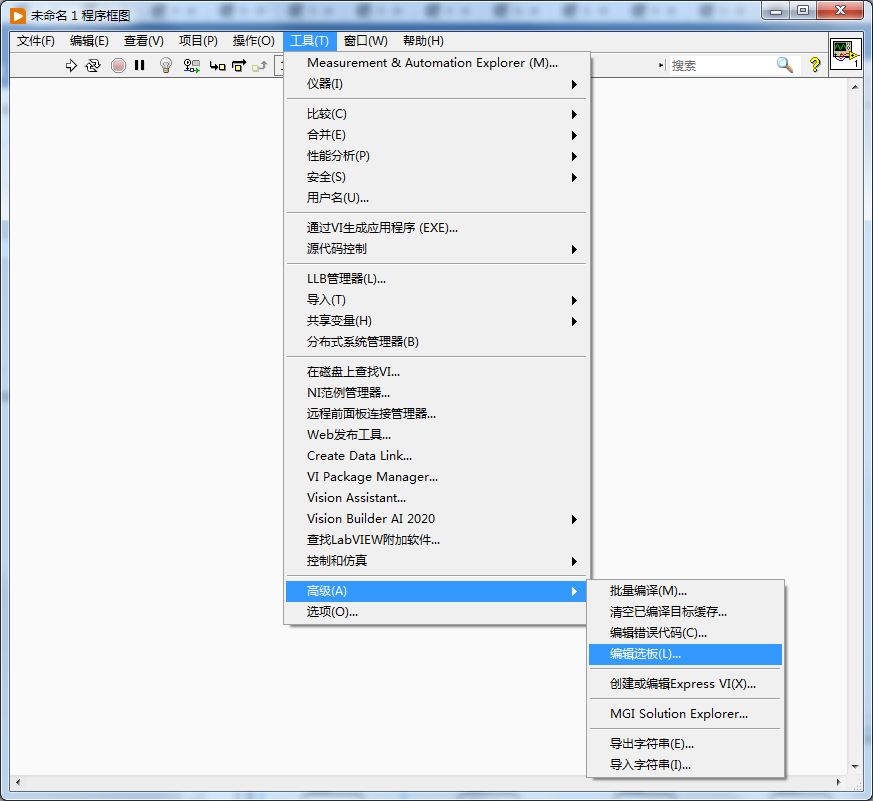 未命名 1 程序框图
文件(F) 编辑(E) 查看(V) 项目(P) 操作(O) 工具(T) 窗口(W) 帮助(H)
搜索
?
1
Measurement & Automation Explorer (M)...
仪器(I)
比较(C)
合并(E)
性能分析(P)
安全(S)
用户名(U)...
通过VI生成应用程序 (EXE)...
源代码控制
LLB管理器(L)...
导入(T)
共享变量(H)
分布式系统管理器(B)
在磁盘上查找VI...
NI范例管理器...
远程前面板连接管理器...
Web发布工具...
Create Data Link...
VI Package Manager...
Vision Assistant...
Vision Builder AI 2020
查找LabVIEW附加软件...
控制和仿真
高级(A)
选项(O)...
批量编译(M)...
清空已编译目标缓存...
编辑错误代码(C)...
编辑选板(L)...
创建或编辑Express VI(X)...
MGI Solution Explorer...
导出字符串(E)...
导入字符串(I)...